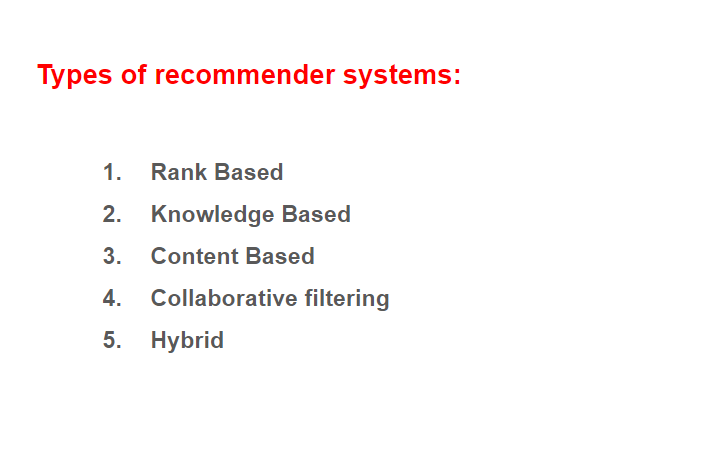 Types of recommender systems:
1. Rank Based
2. Knowledge Based
3. Content Based
4. Collaborative filtering
5. Hybrid